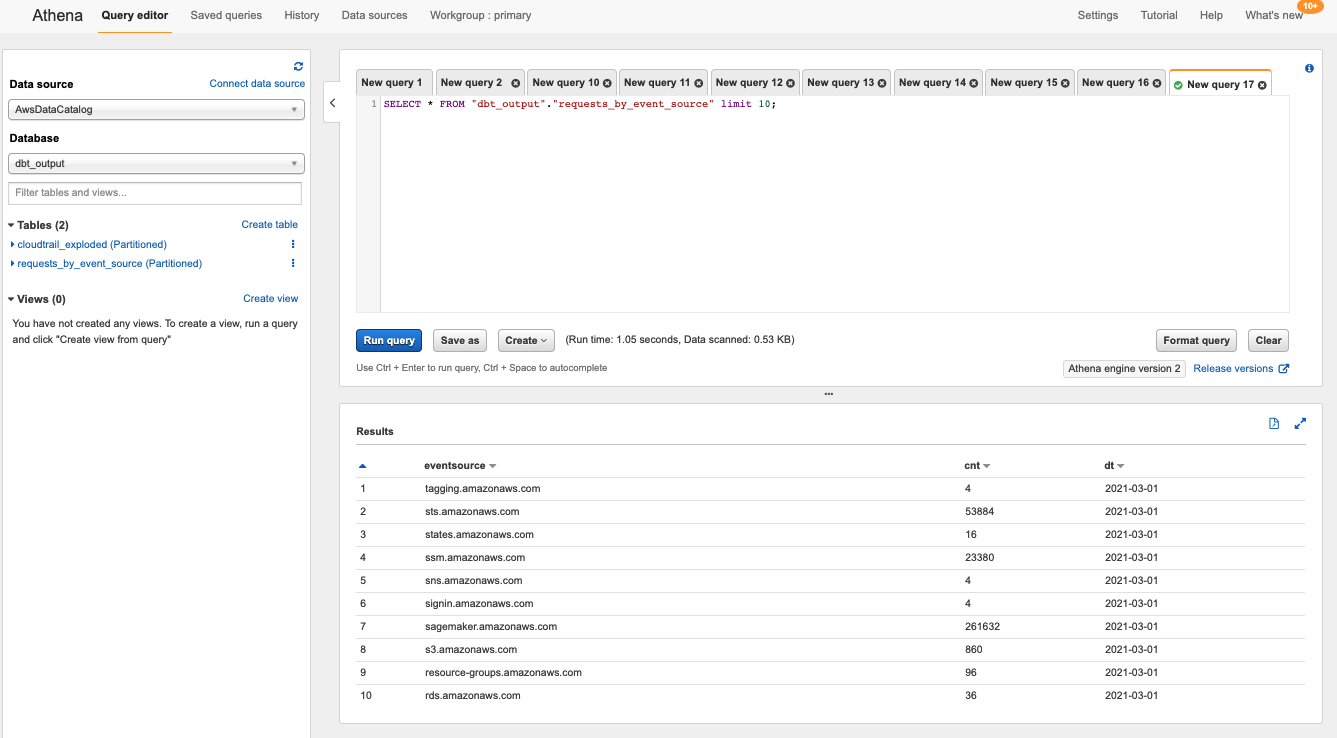 Athena Query editor Saved queries History Data sources Workgroup : primary Settings Tutorial Help What's new 10+
Data source Connect data source
AwsDataCatalog
Database
dbt_output
Filter tables and views...
Tables (2) Create table
cloudtrail_exploded (Partitioned)
requests_by_event_source (Partitioned)
Views (0) Create view
You have not created any views. To create a view, run a query
and click "Create view from query"
New query 1 New query 2 New query 10 New query 11 New query 12 New query 13 New query 14 New query 15 New query 16 New query 17
1 SELECT * FROM "dbt_output"."requests_by_event_source" limit 10;
Run query Save as Create (Run time: 1.05 seconds, Data scanned: 0.53 KB) Format query Clear
Use Ctrl + Enter to run query, Ctrl + Space to autocomplete Athena engine version 2 Release versions
Results
eventsource cnt dt
1 tagging.amazonaws.com 4 2021-03-01
2 sts.amazonaws.com 53884 2021-03-01
3 states.amazonaws.com 16 2021-03-01
4 ssm.amazonaws.com 23380 2021-03-01
5 sns.amazonaws.com 4 2021-03-01
6 signin.amazonaws.com 4 2021-03-01
7 sagemaker.amazonaws.com 261632 2021-03-01
8 s3.amazonaws.com 860 2021-03-01
9 resource-groups.amazonaws.com 96 2021-03-01
10 rds.amazonaws.com 36 2021-03-01